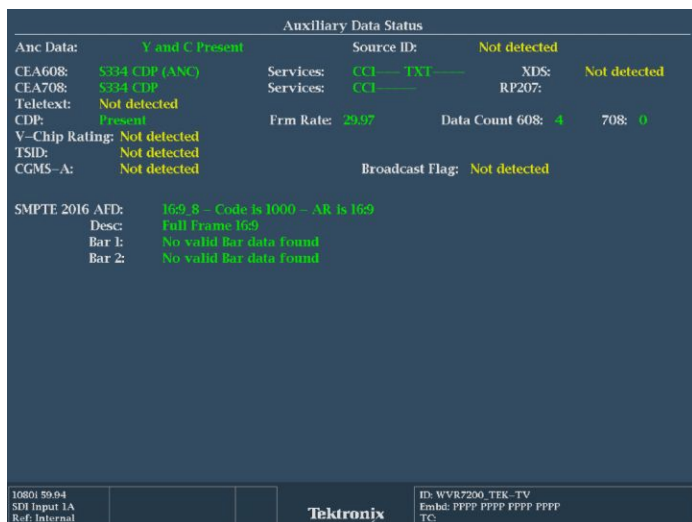 Auxiliary Data Status
Anc Data: Y and C Present Source ID: Not detected
CEA608: S334 CDP (ANC) Services: CC1—— TXT—— XDS: Not detected
CEA708: S334 CDP Services: CC1—— RP207:
Teletext: Not detected
CDP: Present Frm Rate: 29.97 Data Count 608: 4 708: 0
V-Chip Rating: Not detected
TSID: Not detected
CGMS-A: Not detected Broadcast Flag: Not detected
SMPTE 2016 AFD: 16:9_8 – Code is 1000 – AR is 16:9
Desc: Full Frame 16:9
Bar 1: No valid Bar data found
Bar 2: No valid Bar data found
1080i 59.94
SDI Input 1A
Ref: Internal
Tektronix
ID: WVR7200_TEK-TV
Embd: PPPP PPPP PPPP PPPP
TC: